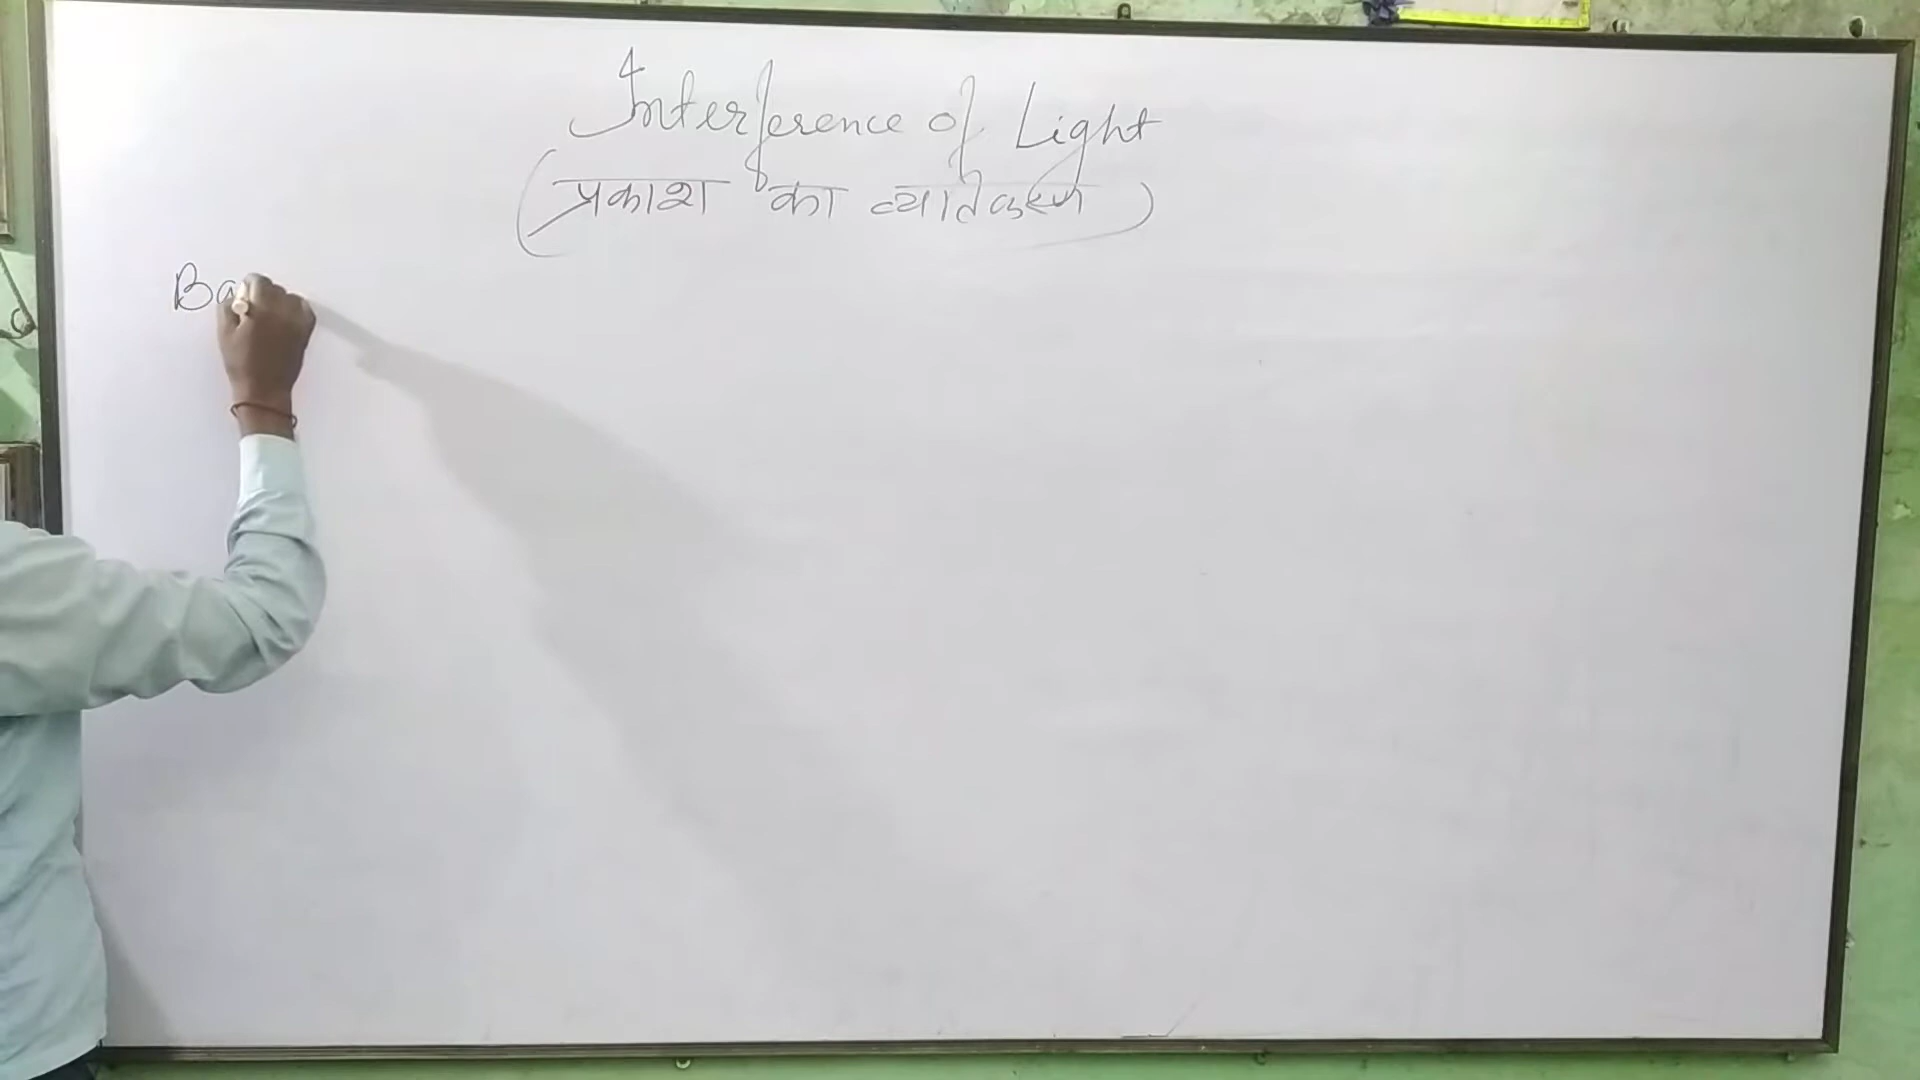 Interference of Light
(प्रकाश का व्यतिकरण)
Ba